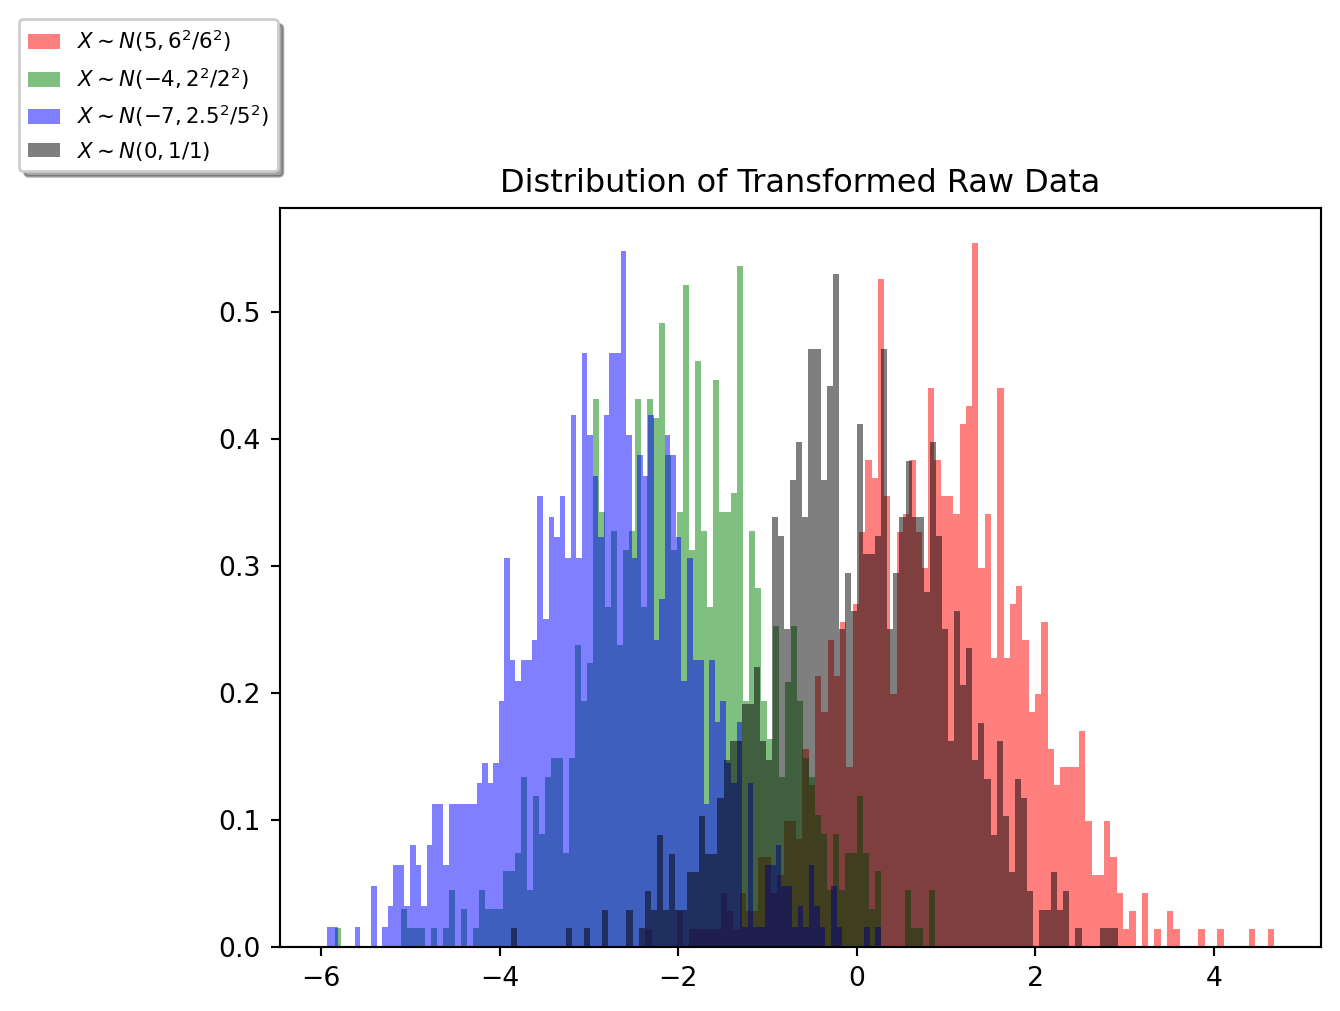 X ~ N(5, 6²/6²)
X ~ N(−4, 2²/2²)
X ~ N(−7, 2.5²/5²)
X ~ N(0, 1/1)
Distribution of Transformed Raw Data
0.5
0.4
0.3
0.2
0.1
0.0
−6 −4 −2 0 2 4